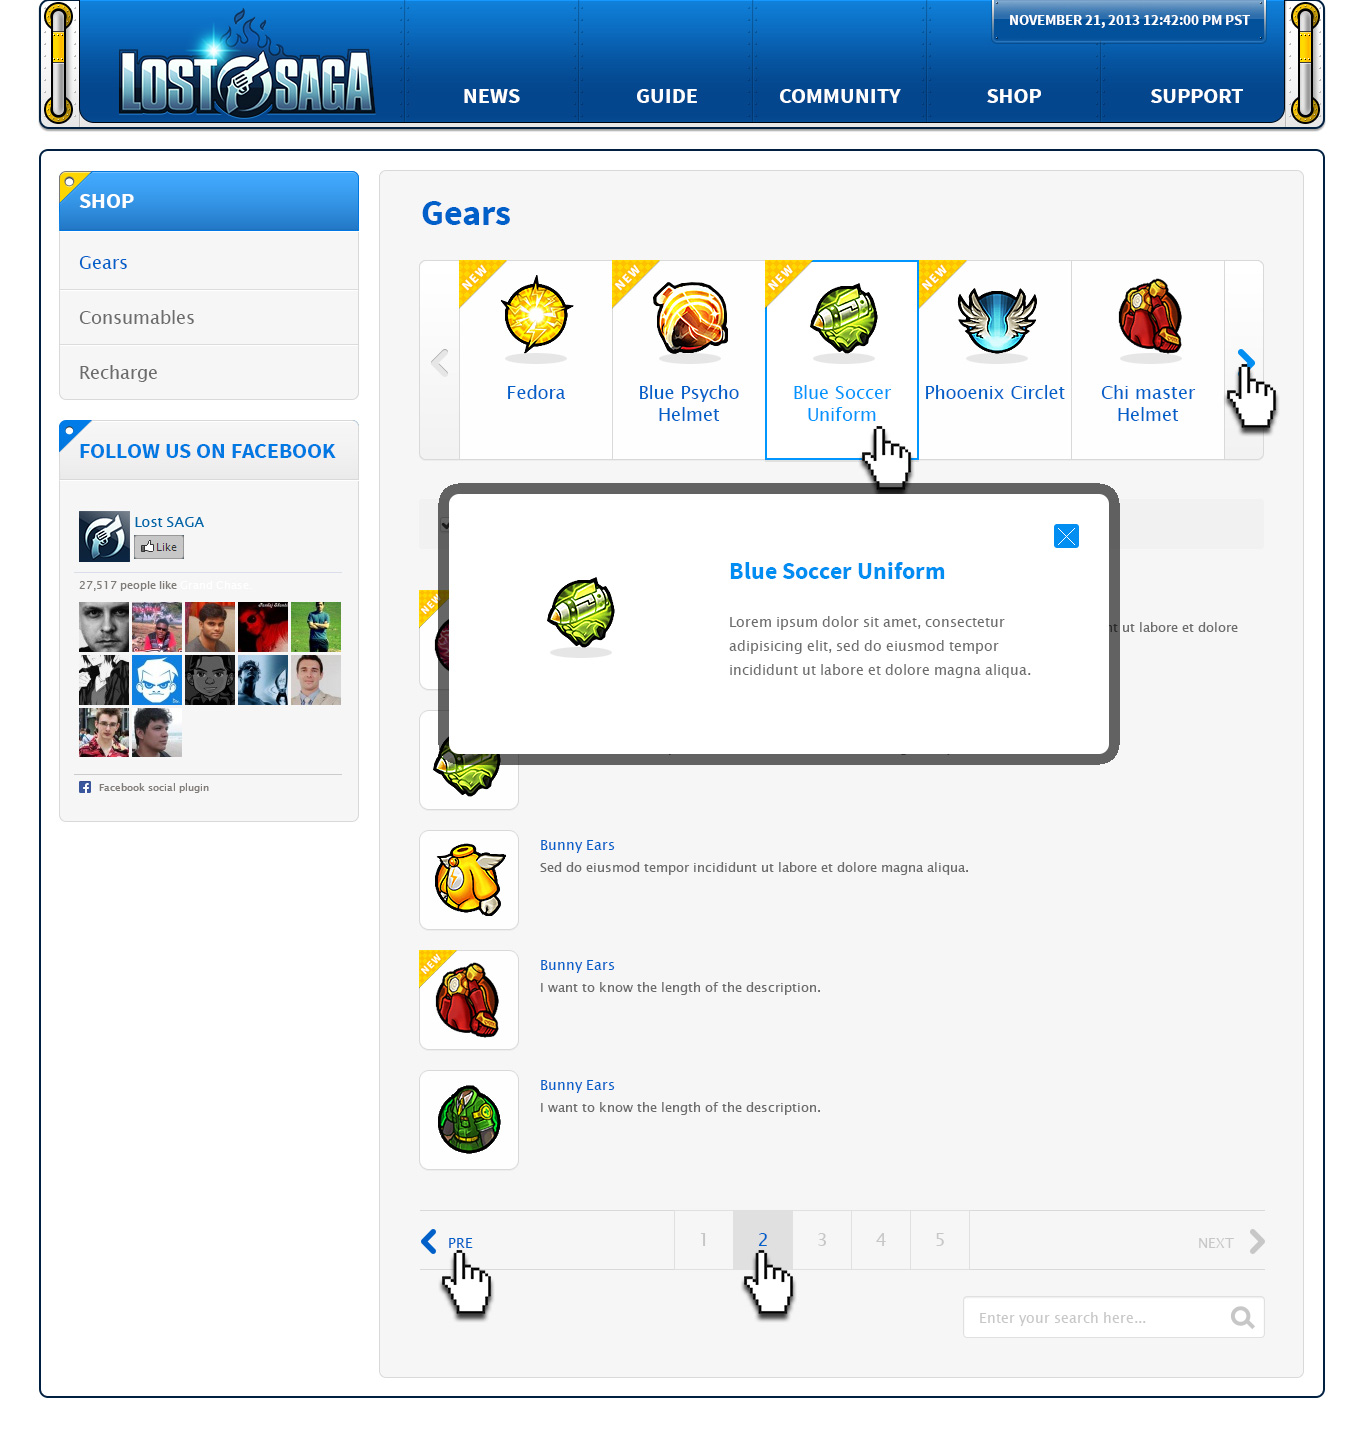 NOVEMBER 21, 2013 12:42:00 PM PST
LOST SAGA
NEWS
GUIDE
COMMUNITY
SHOP
SUPPORT
SHOP
Gears
Consumables
Recharge
FOLLOW US ON FACEBOOK
Lost SAGA
Like
27,517 people like Grand Chase
Facebook social plugin
Gears
NEW
NEW
NEW
NEW
Fedora
Blue Psycho
Helmet
Blue Soccer
Uniform
Phooenix Circlet
Chi master
Helmet
Blue Soccer Uniform
Lorem ipsum dolor sit amet, consectetur
adipisicing elit, sed do eiusmod tempor
incididunt ut labore et dolore magna aliqua.
NEW
ut labore et dolore
Bunny Ears
Sed do eiusmod tempor incididunt ut labore et dolore magna aliqua.
NEW
Bunny Ears
I want to know the length of the description.
Bunny Ears
I want to know the length of the description.
PRE
1
2
3
4
5
NEXT
Enter your search here...